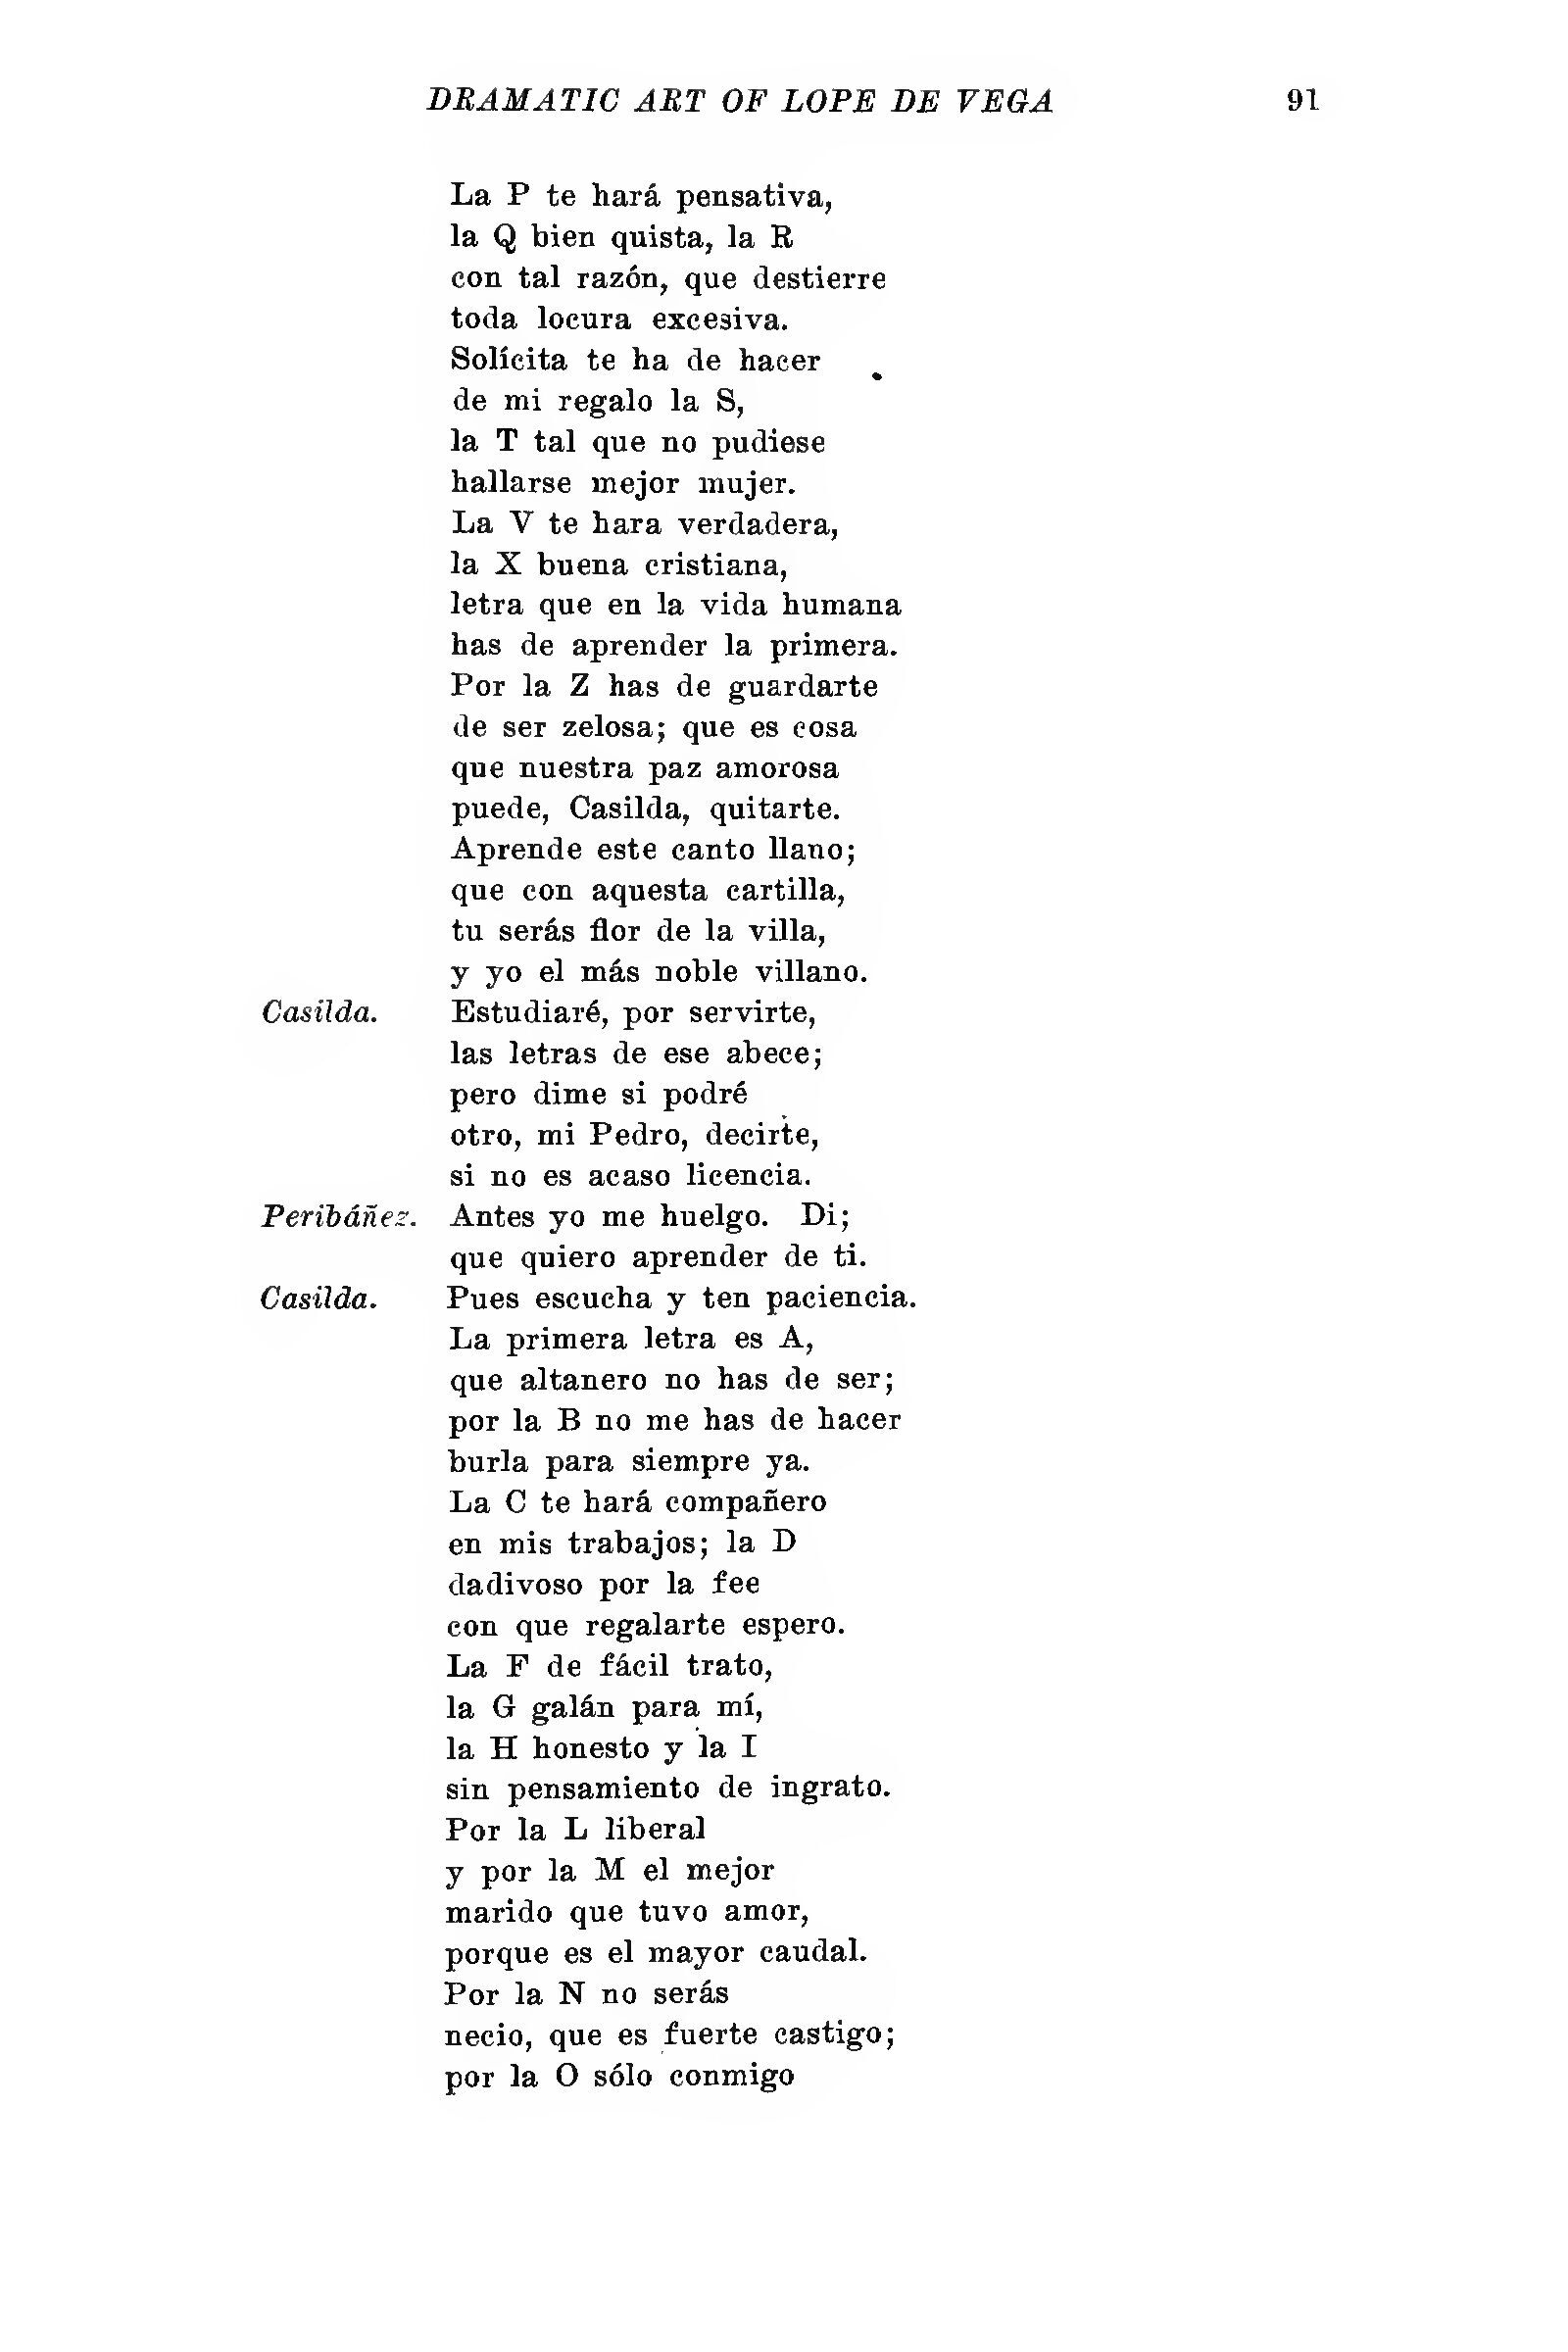 DRAMATIC ART OF LOPE DE VEGA 91
La P te hará pensativa,
la Q bien quista, la R
con tal razón, que destierre
toda locura excesiva.
Solícita te ha de hacer
de mi regalo la S,
la T tal que no pudiese
hallarse mejor mujer.
La V te hara verdadera,
la X buena cristiana,
letra que en la vida humana
has de aprender la primera.
Por la Z has de guardarte
de ser zelosa; que es cosa
que nuestra paz amorosa
puede, Casilda, quitarte.
Aprende este canto llano;
que con aquesta cartilla,
tu serás flor de la villa,
y yo el más noble villano.
Casilda. Estudiaré, por servirte,
las letras de ese abece;
pero dime si podré
otro, mi Pedro, decirte,
si no es acaso licencia.
Peribáñez. Antes yo me huelgo. Di;
que quiero aprender de ti.
Casilda. Pues escucha y ten paciencia.
La primera letra es A,
que altanero no has de ser;
por la B no me has de hacer
burla para siempre ya.
La C te hará compañero
en mis trabajos; la D
dadivoso por la fee
con que regalarte espero.
La F de fácil trato,
la G galán para mí,
la H honesto y la I
sin pensamiento de ingrato.
Por la L liberal
y por la M el mejor
marido que tuvo amor,
porque es el mayor caudal.
Por la N no serás
necio, que es fuerte castigo;
por la O sólo conmigo